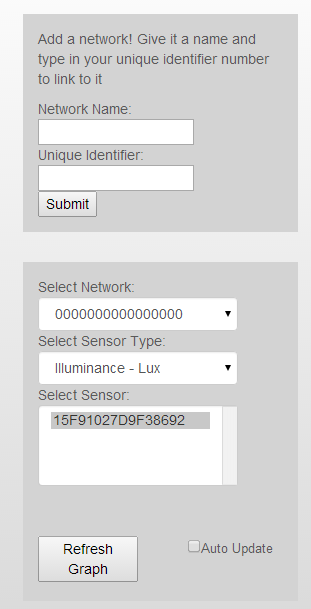 Add a network! Give it a name and
type in your unique identifier number
to link to it
Network Name:
Unique Identifier:
Submit
Select Network:
0000000000000000
Select Sensor Type:
Illuminance - Lux
Select Sensor:
15F91027D9F38692
Refresh
Graph
Auto Update